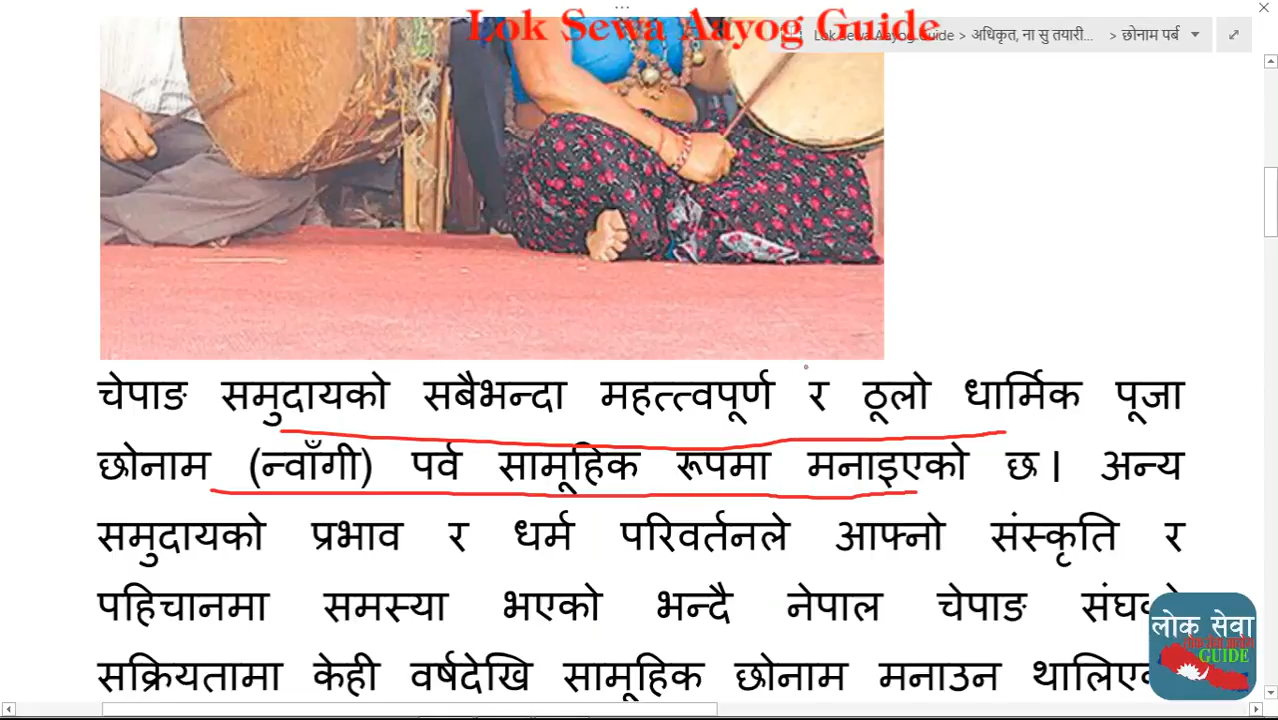 Lok Sewa Aayog Guide
Lok Sewa Aayog Guide > अधिकृत, ना सु तयारी... > छोनाम पर्ब
चेपाङ समुदायको सबैभन्दा महत्त्वपूर्ण र ठूलो धार्मिक पूजा
छोनाम (न्वाँगी) पर्व सामूहिक रूपमा मनाइएको छ। अन्य
समुदायको प्रभाव र धर्म परिवर्तनले आफ्नो संस्कृति र
पहिचानमा समस्या भएको भन्दै नेपाल चेपाङ
सक्रियतामा केही वर्षदेखि सामूहिक छोनाम मनाउन
लोक सेवा
GUIDE